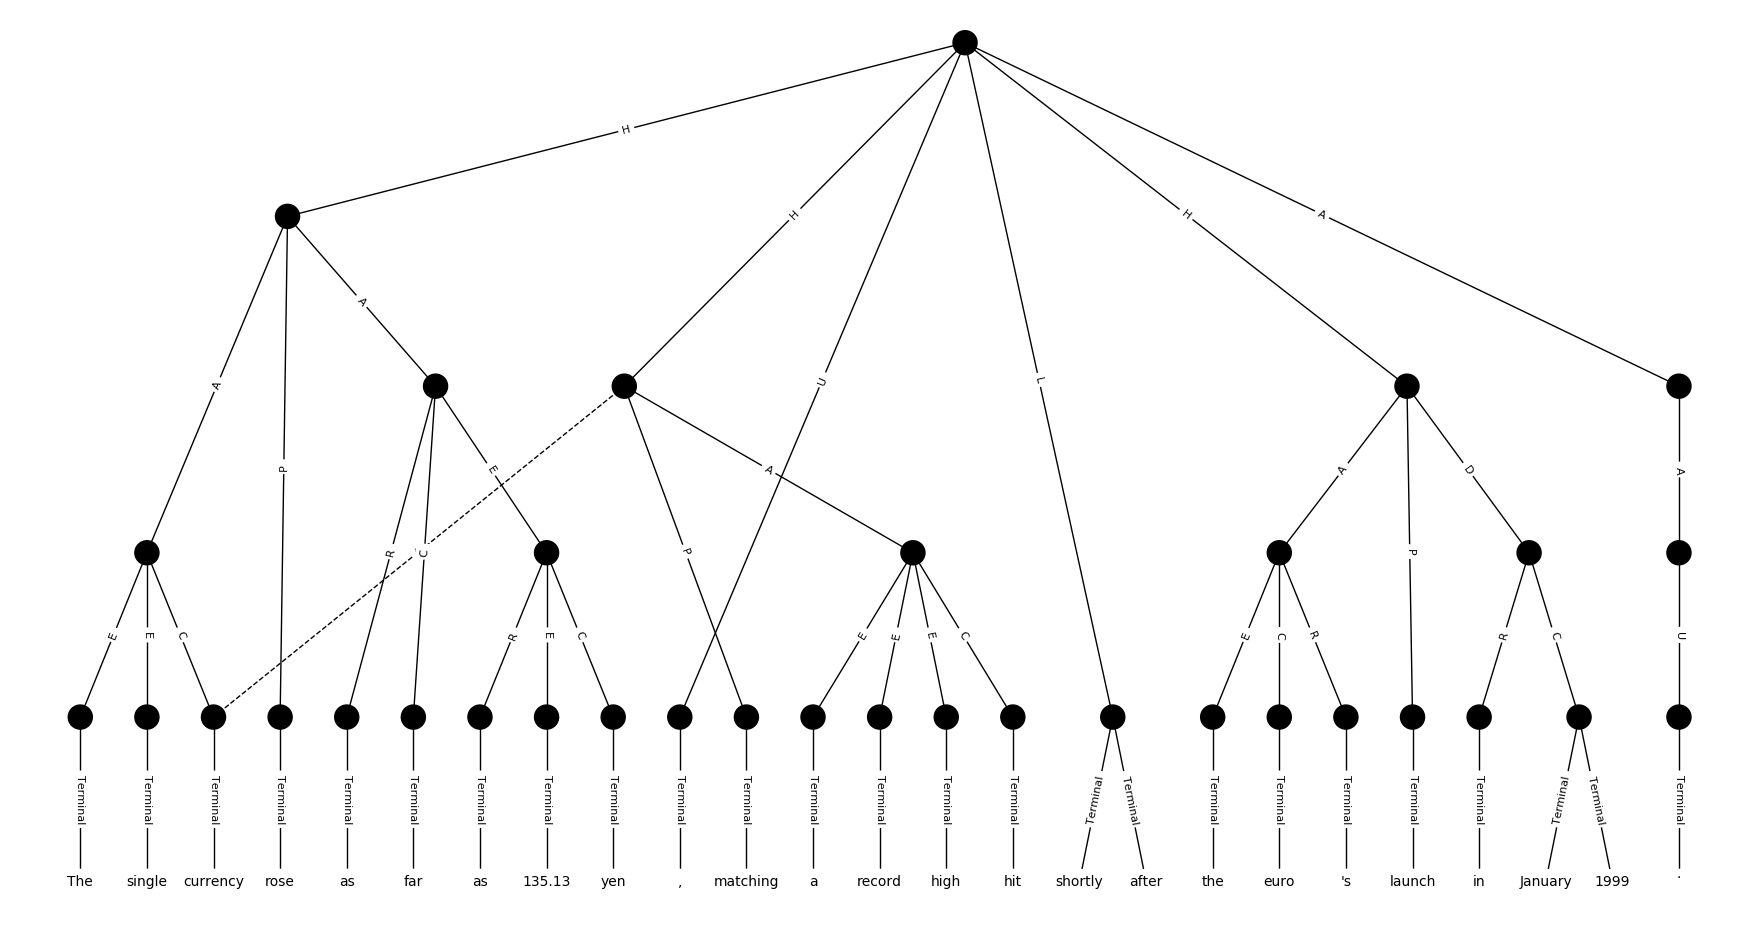 H
H H A
A
U A
L
P E A A D A
R C P P
E E C R E C E E E C E C R R C U
Terminal Terminal Terminal Terminal Terminal Terminal Terminal Terminal Terminal Terminal Terminal Terminal Terminal Terminal Terminal Terminal Terminal Terminal Terminal Terminal Terminal Terminal Terminal Terminal Terminal
The single currency rose as far as 135.13 yen , matching a record high hit shortly after the euro 's launch in January 1999 .